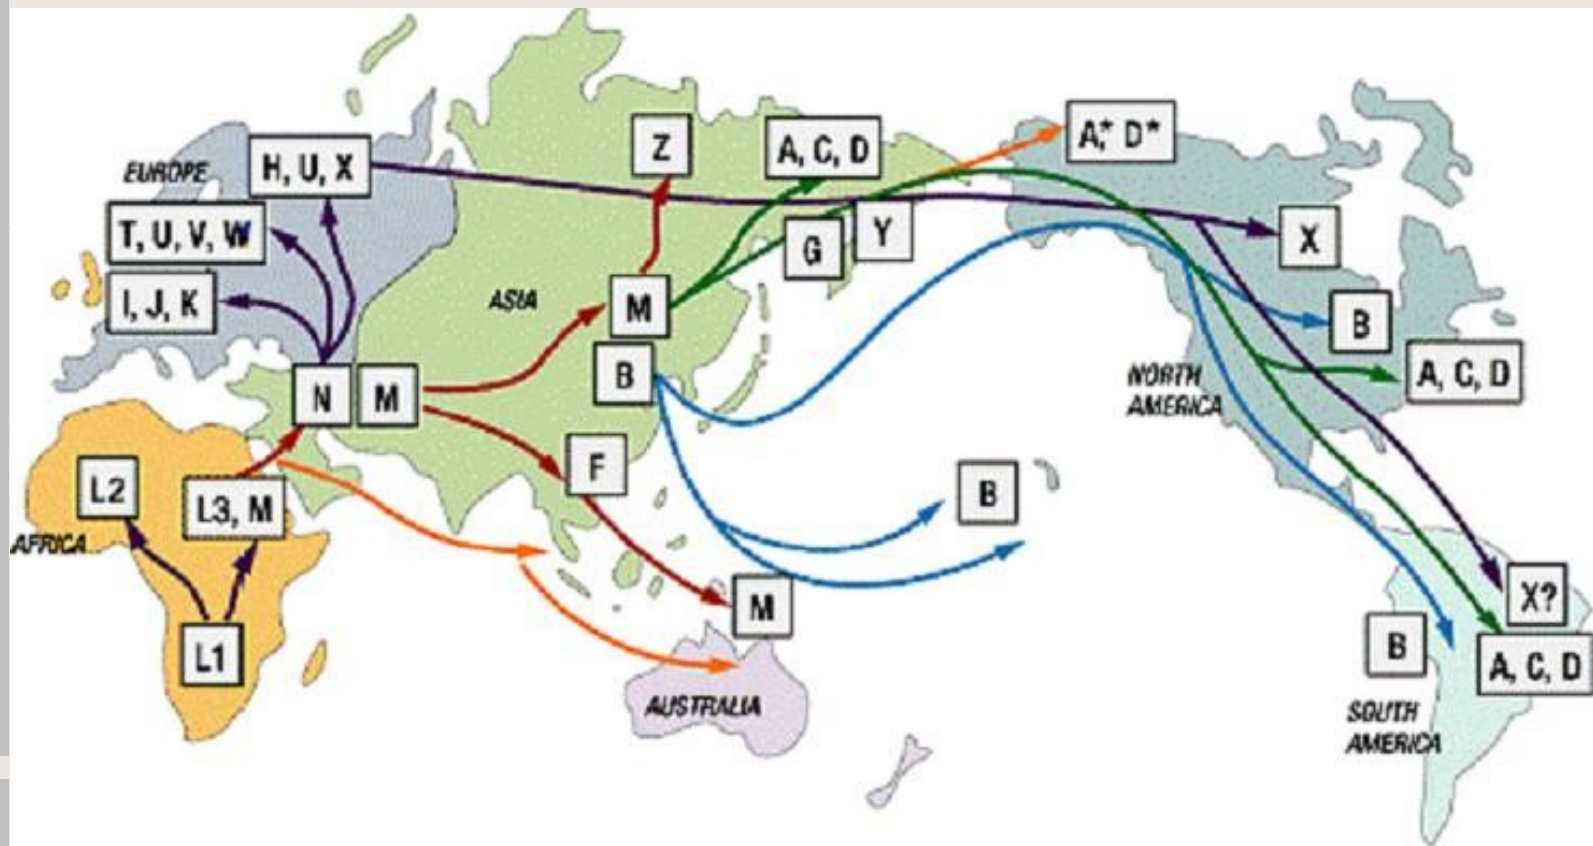 EUROPE
H, U, X
T, U, V, W
I, J, K
Z
A, C, D
A* D*
G
Y
X
ASIA
M
B
B
N
M
NORTH
AMERICA
A, C, D
L2
L3, M
F
B
AFRICA
L1
M
X?
B
A, C, D
AUSTRALIA
SOUTH
AMERICA